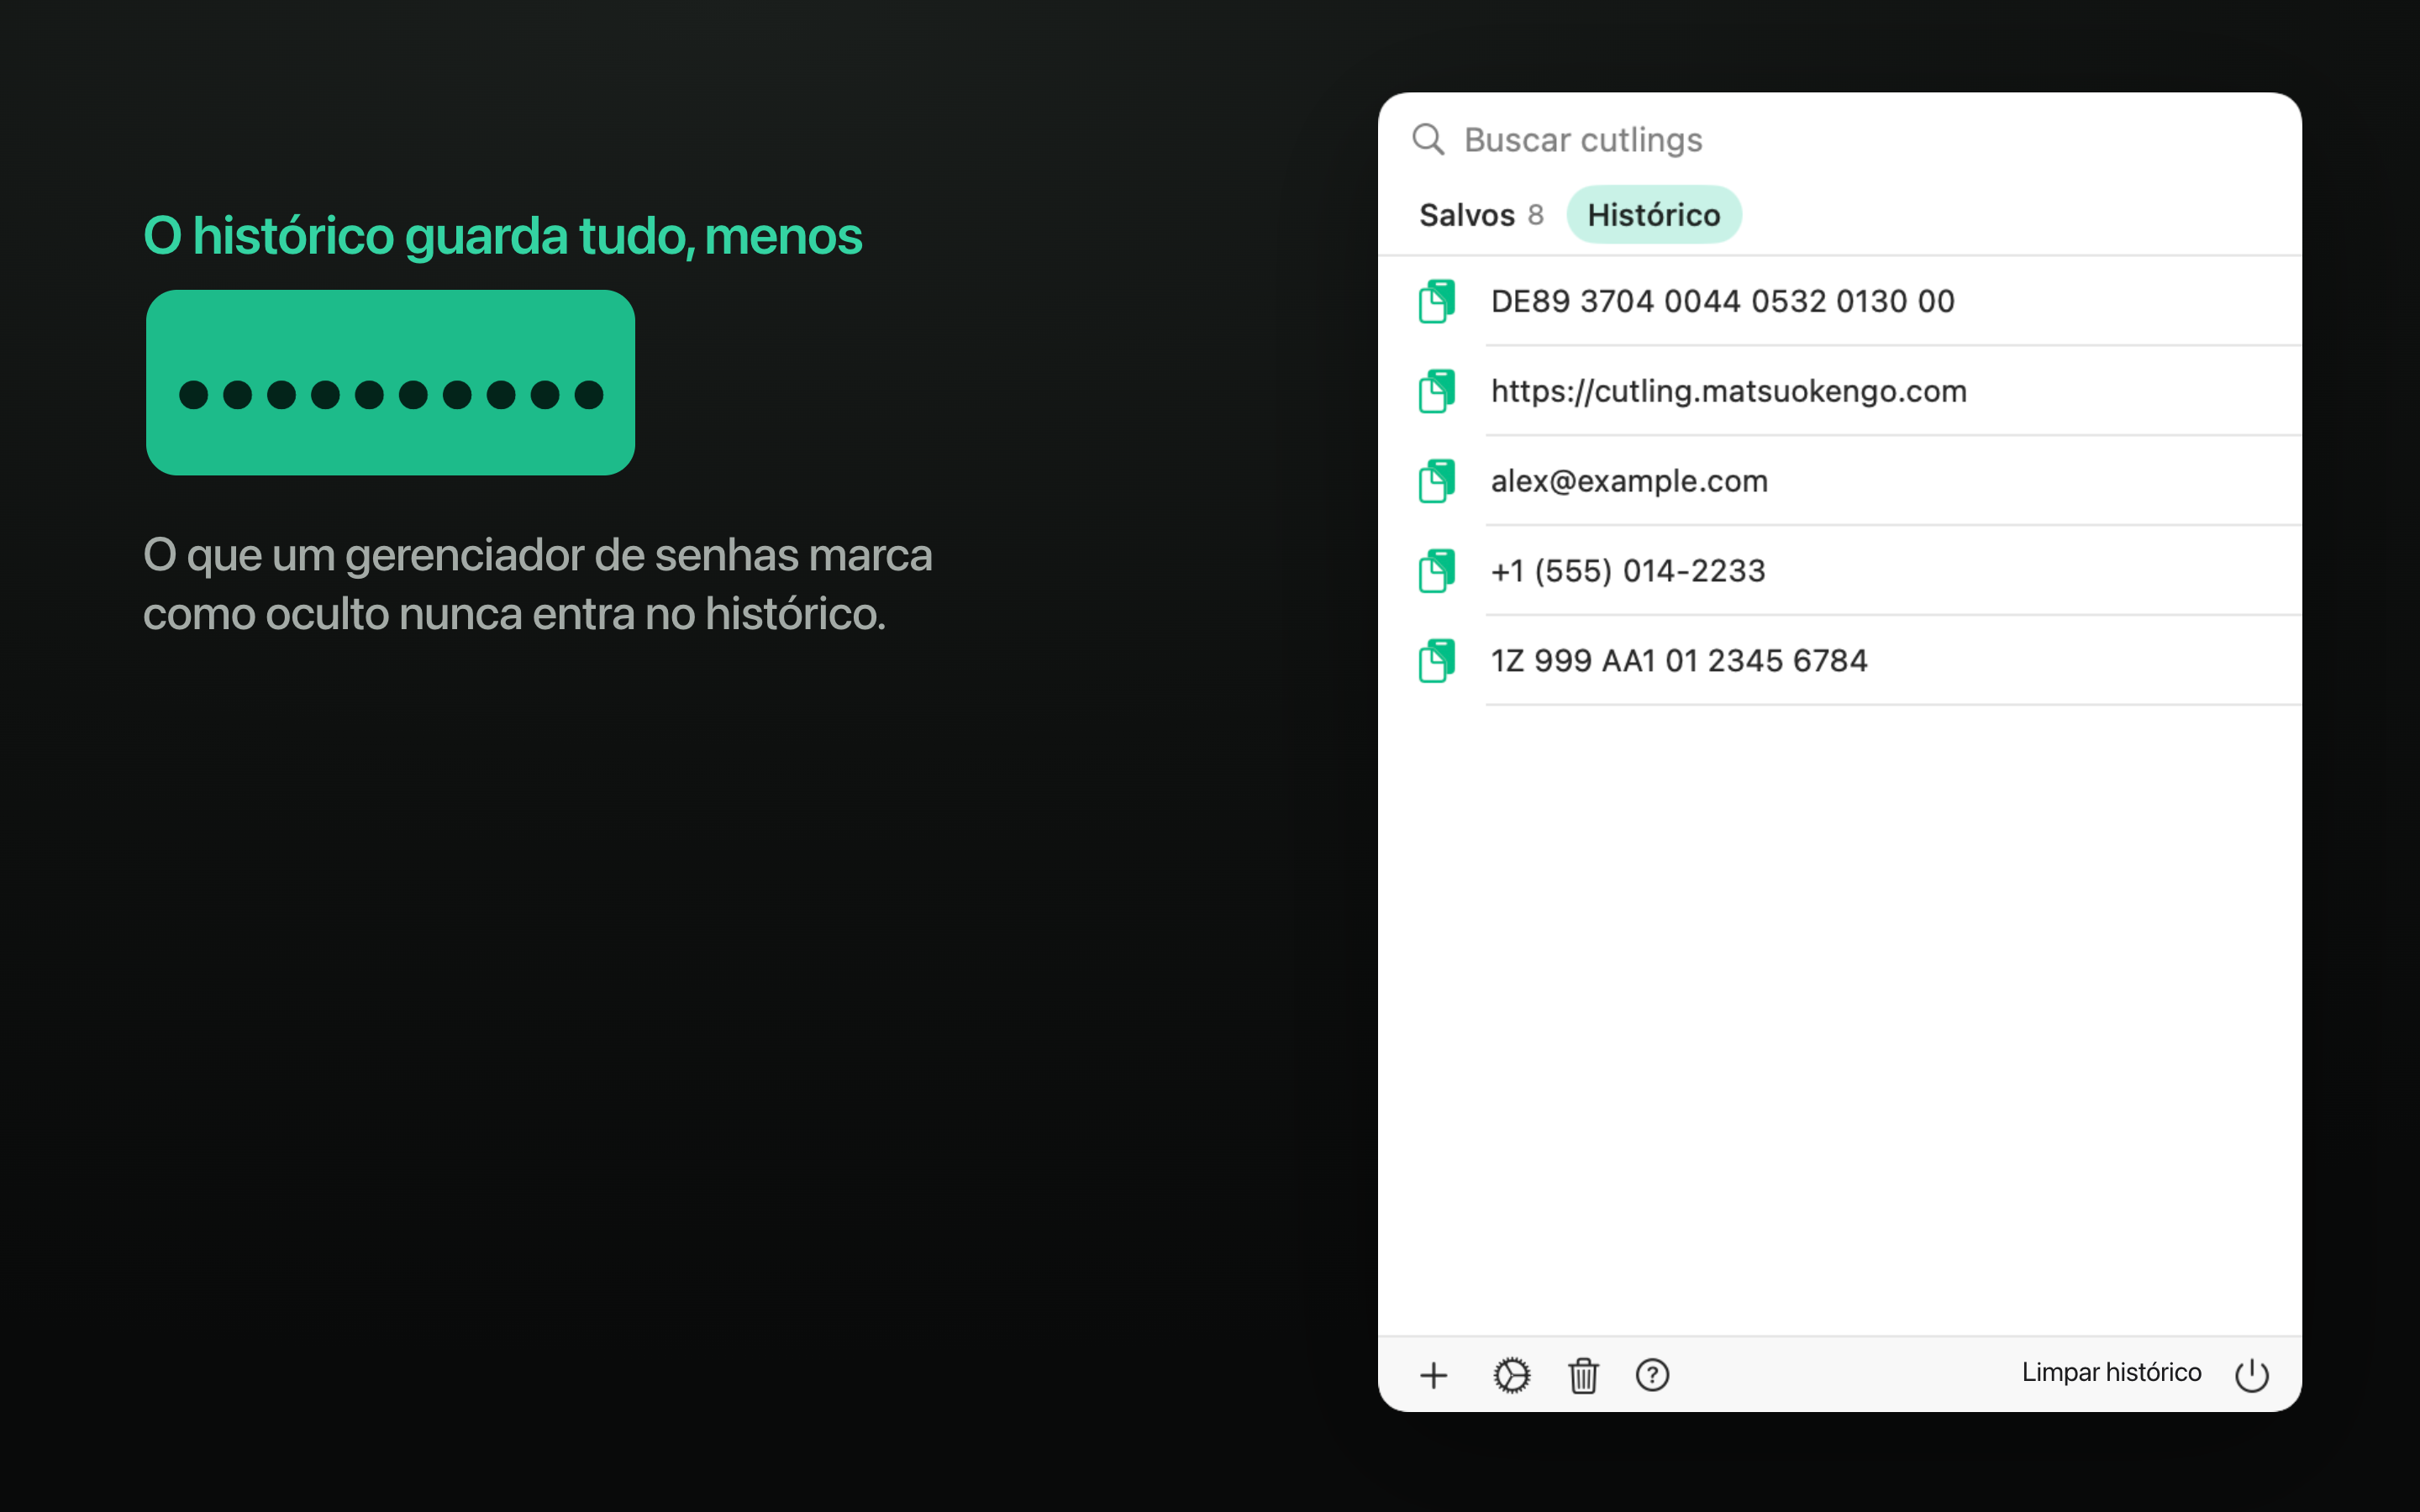 O histórico guarda tudo, menos
••••••••••
O que um gerenciador de senhas marca
como oculto nunca entra no histórico.
Buscar cutlings
Salvos 8 Histórico
DE89 3704 0044 0532 0130 00
https://cutling.matsuokengo.com
alex@example.com
+1 (555) 014-2233
1Z 999 AA1 01 2345 6784
Limpar histórico